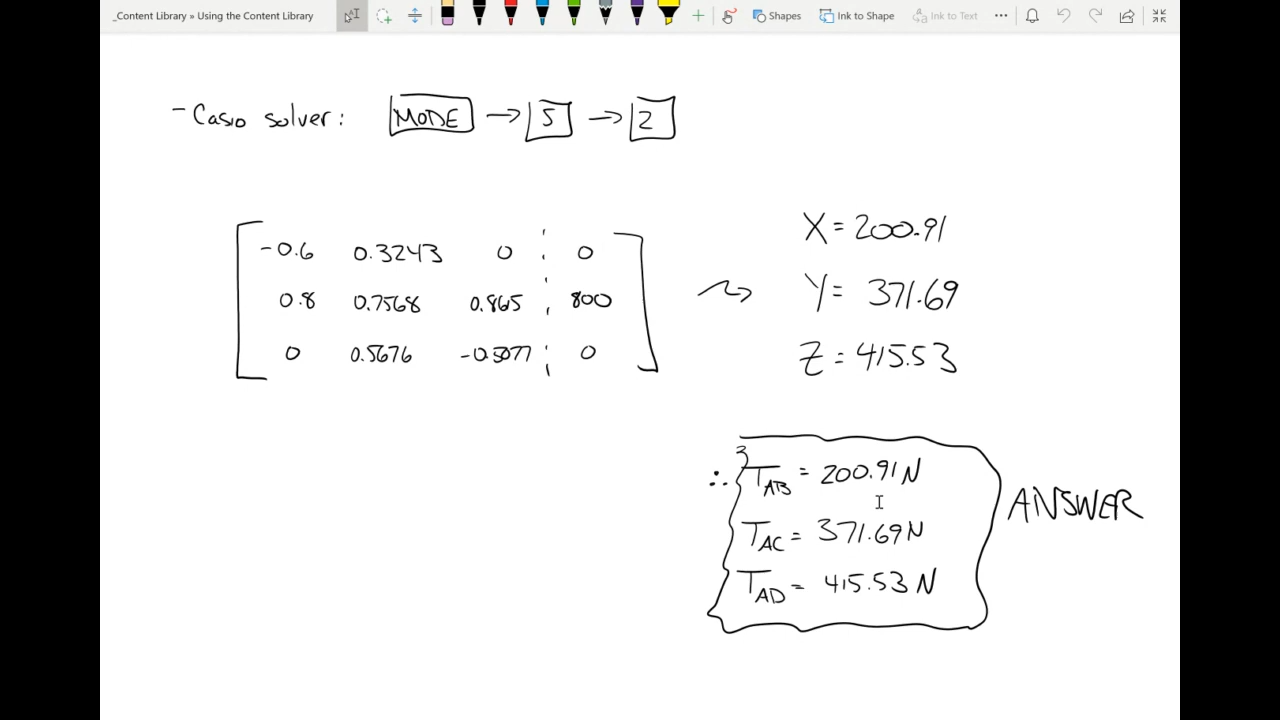 _Content Library » Using the Content Library
Shapes Ink to Shape Ink to Text ...
- Casio solver: MODE → 5 → 2
-0.6 0.3243 0 0
0.8 0.7568 0.865 800
0 0.5676 -0.5077 0
X = 200.91
Y = 371.69
Z = 415.53
∴ TAB = 200.91 N
TAC = 371.69 N
TAD = 415.53 N
ANSWER